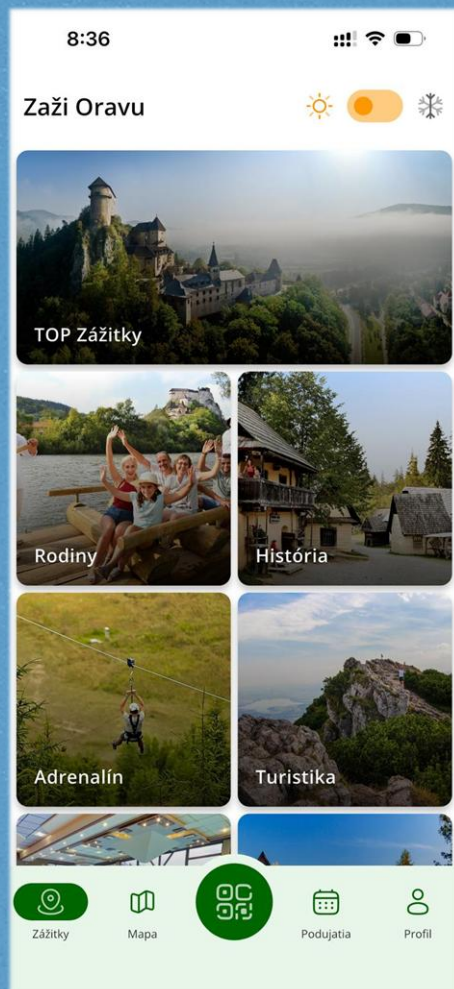 8:36
Zaži Oravu
TOP Zážitky
Rodiny
História
Adrenalín
Turistika
Zážitky
Mapa
Podujatia
Profil